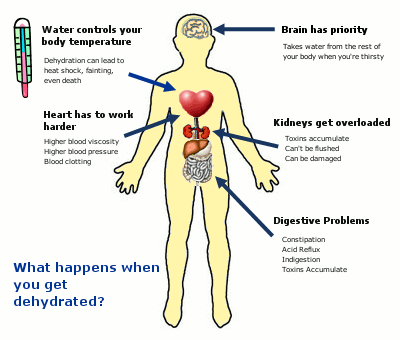 Water controls your
body temperature
Dehydration can lead to
heat shock, fainting,
even death
Brain has priority
Takes water from the rest of
your body when you're thirsty
Heart has to work
harder
Higher blood viscosity
Higher blood pressure
Blood clotting
Kidneys get overloaded
Toxins accumulate
Can't be flushed
Can be damaged
Digestive Problems
Constipation
Acid Reflux
Indigestion
Toxins Accumulate
What happens when
you get
dehydrated?